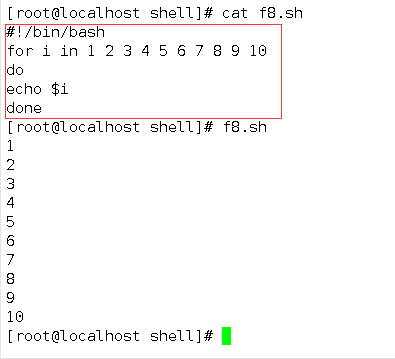 [root@localhost shell]# cat f8.sh
#!/bin/bash
for i in 1 2 3 4 5 6 7 8 9 10
do
echo $i
done
[root@localhost shell]# f8.sh
1
2
3
4
5
6
7
8
9
10
[root@localhost shell]#